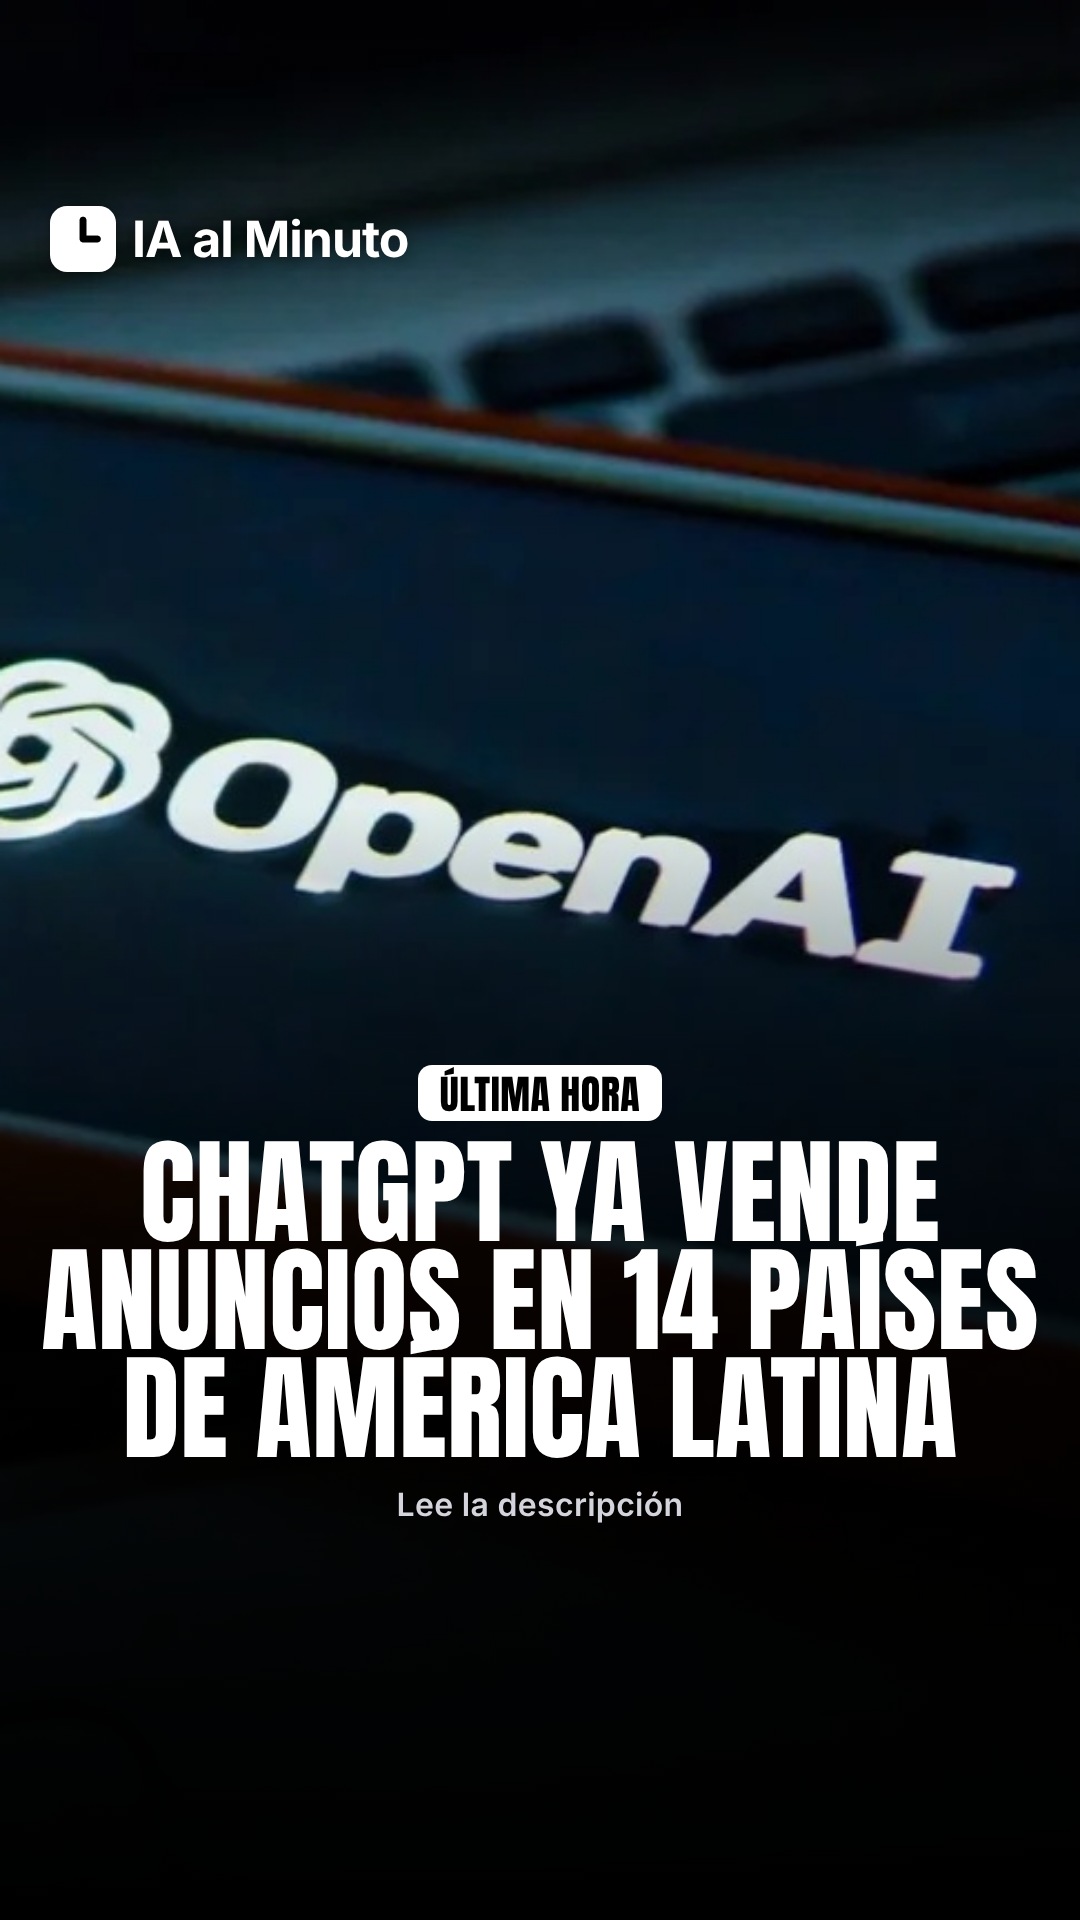 IA al Minuto
OpenAI
ÚLTIMA HORA
CHATGPT YA VENDE
ANUNCIOS EN 14 PAÍSES
DE AMÉRICA LATINA
Lee la descripción